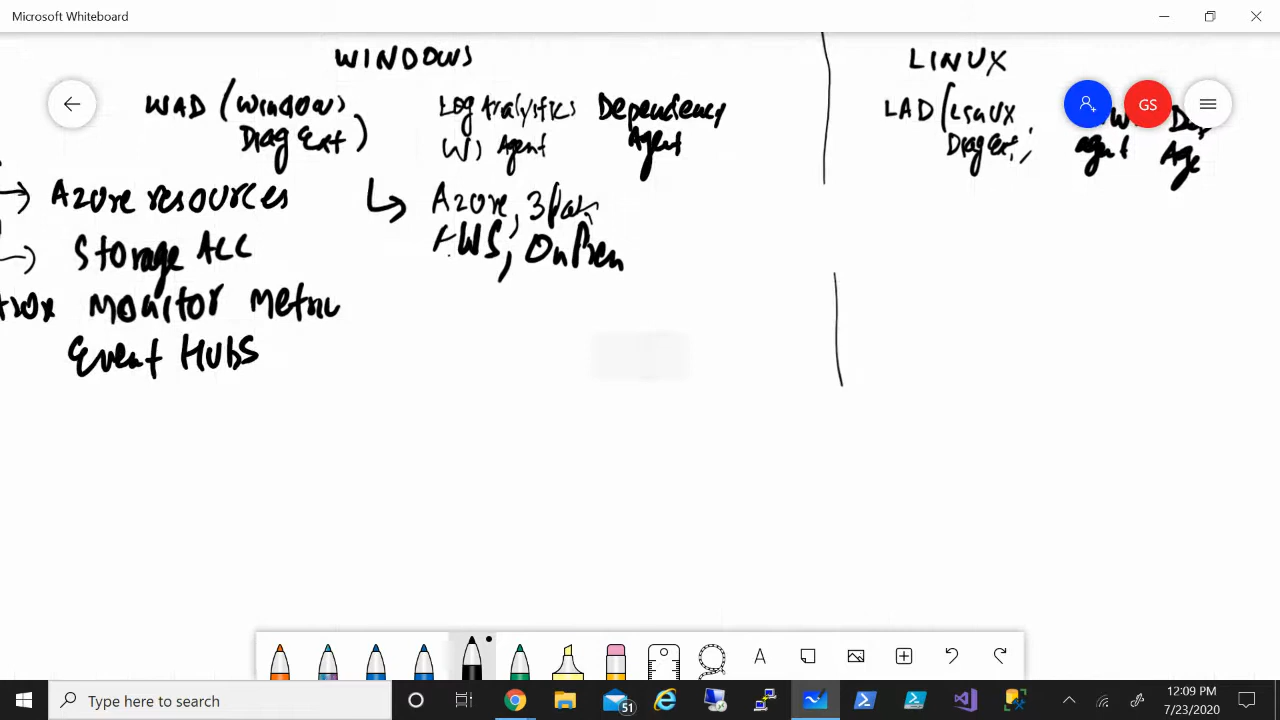 Microsoft Whiteboard
WINDOWS
LINUX
WAD (Windows
Diag Ext)
Log Analytics
WS Agent
Dependency
Agent
LAD (Linux
Diag Ext)
agent
GS
Azure resources
Storage Acc
Monitor Metric
Event Hubs
Azure,
AWS, OnPrem
A
Type here to search
51
12:09 PM
7/23/2020